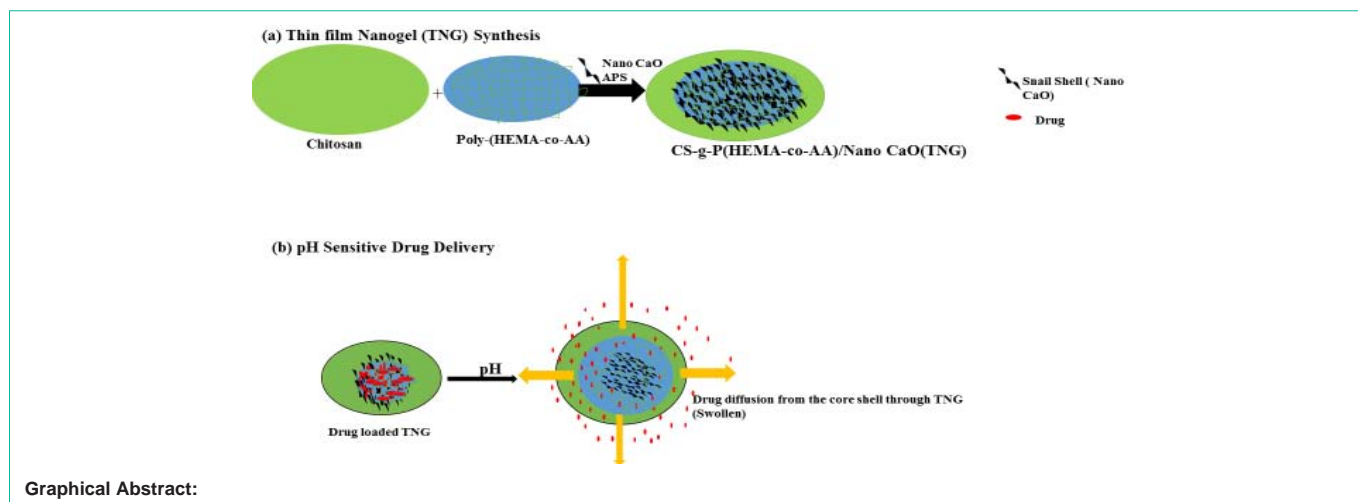 (a) Thin film Nanogel (TNG) Synthesis
Nano CaO
APS
+
Chitosan
Poly-(HEMA-co-AA)
CS-g-P(HEMA-co-AA)/Nano CaO(TNG)
Snail Shell ( Nano
CaO)
Drug
(b) pH Sensitive Drug Delivery
pH
Drug loaded TNG
Drug diffusion from the core shell through TNG
(Swollen)
Graphical Abstract: